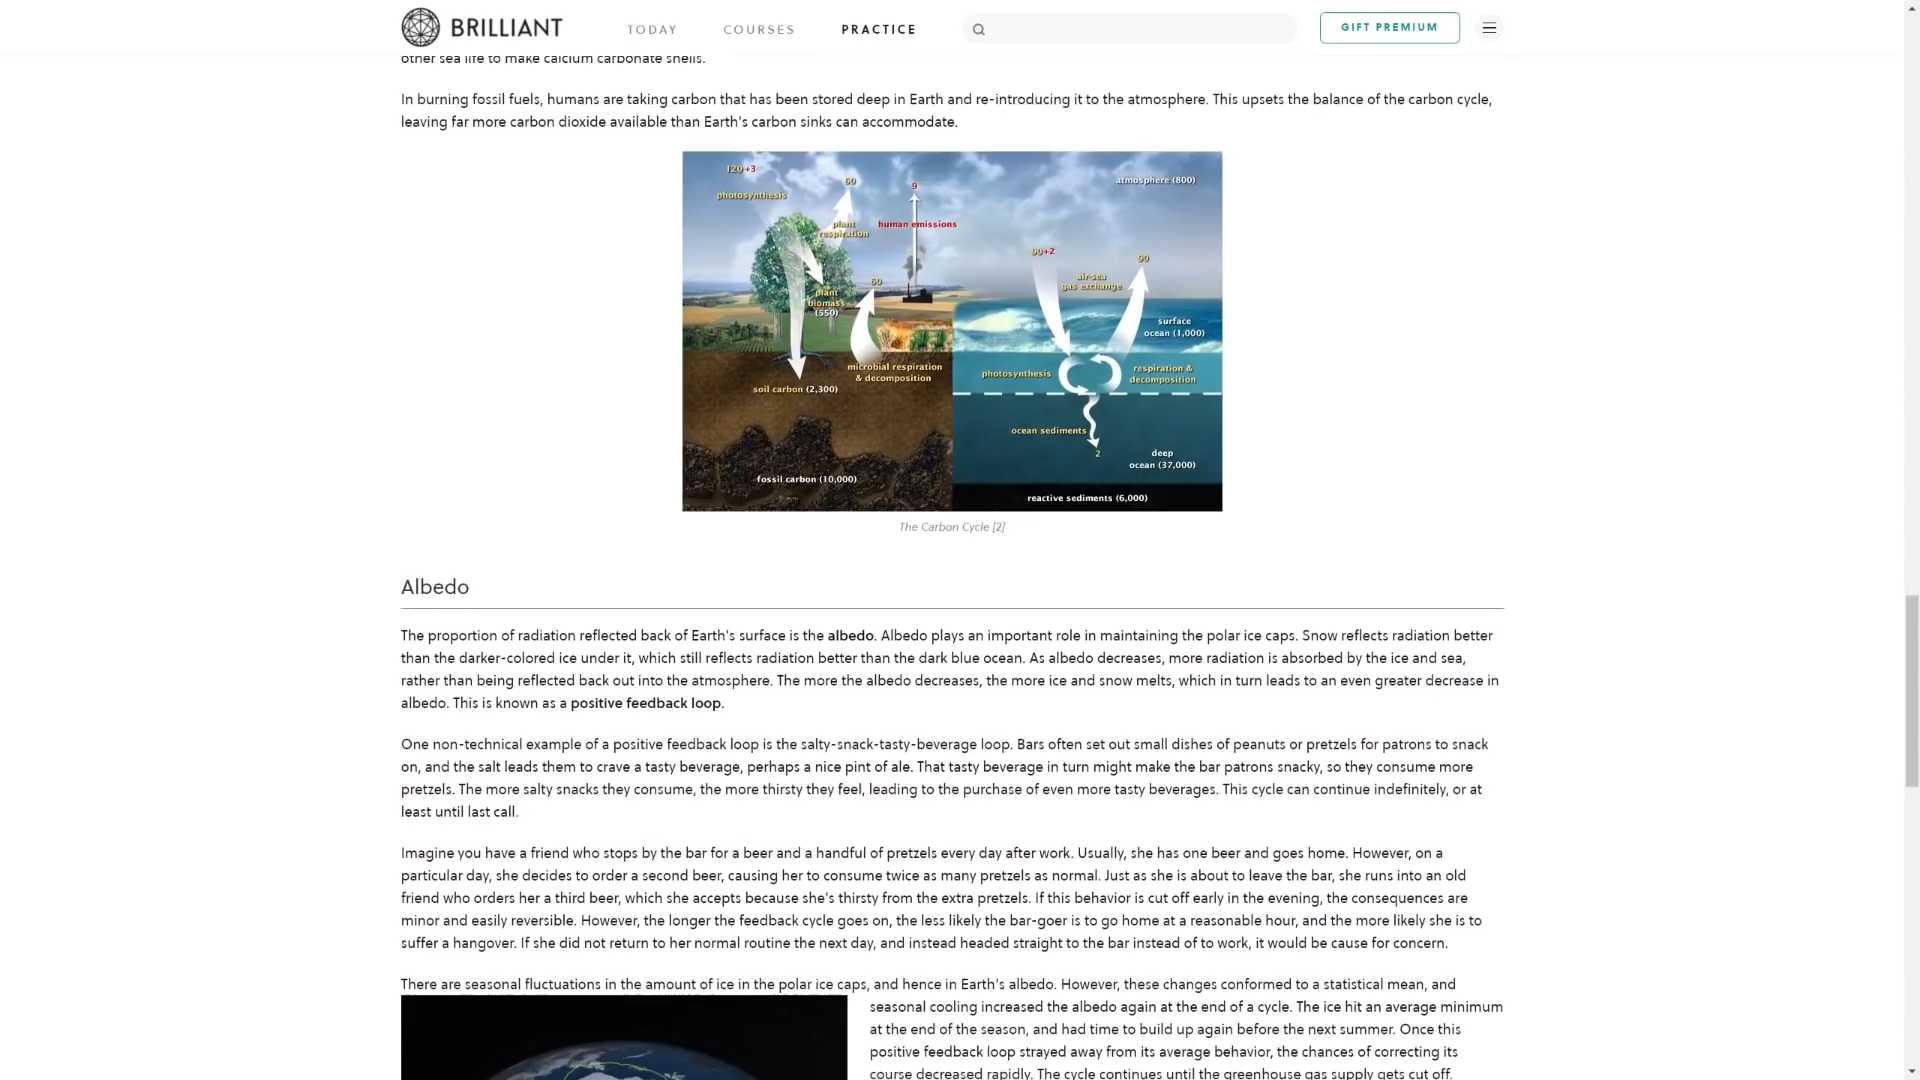 BRILLIANT
TODAY
COURSES
PRACTICE
GIFT PREMIUM
other sea life to make calcium carbonate shells.
In burning fossil fuels, humans are taking carbon that has been stored deep in Earth and re-introducing it to the atmosphere. This upsets the balance of the carbon cycle,
leaving far more carbon dioxide available than Earth's carbon sinks can accommodate.
120+3
photosynthesis
60
plant
respiration
9
human emissions
atmosphere (800)
90+2
90
air-sea
gas exchange
plant
biomass
(550)
60
surface
ocean (1,000)
microbial respiration
& decomposition
photosynthesis
respiration &
decomposition
soil carbon (2,300)
ocean sediments
2
deep
ocean (37,000)
fossil carbon (10,000)
reactive sediments (6,000)
The Carbon Cycle [2]
Albedo
The proportion of radiation reflected back of Earth's surface is the albedo. Albedo plays an important role in maintaining the polar ice caps. Snow reflects radiation better
than the darker-colored ice under it, which still reflects radiation better than the dark blue ocean. As albedo decreases, more radiation is absorbed by the ice and sea,
rather than being reflected back out into the atmosphere. The more the albedo decreases, the more ice and snow melts, which in turn leads to an even greater decrease in
albedo. This is known as a positive feedback loop.
One non-technical example of a positive feedback loop is the salty-snack-tasty-beverage loop. Bars often set out small dishes of peanuts or pretzels for patrons to snack
on, and the salt leads them to crave a tasty beverage, perhaps a nice pint of ale. That tasty beverage in turn might make the bar patrons snacky, so they consume more
pretzels. The more salty snacks they consume, the more thirsty they feel, leading to the purchase of even more tasty beverages. This cycle can continue indefinitely, or at
least until last call.
Imagine you have a friend who stops by the bar for a beer and a handful of pretzels every day after work. Usually, she has one beer and goes home. However, on a
particular day, she decides to order a second beer, causing her to consume twice as many pretzels as normal. Just as she is about to leave the bar, she runs into an old
friend who orders her a third beer, which she accepts because she's thirsty from the extra pretzels. If this behavior is cut off early in the evening, the consequences are
minor and easily reversible. However, the longer the feedback cycle goes on, the less likely the bar-goer is to go home at a reasonable hour, and the more likely she is to
suffer a hangover. If she did not return to her normal routine the next day, and instead headed straight to the bar instead of to work, it would be cause for concern.
There are seasonal fluctuations in the amount of ice in the polar ice caps, and hence in Earth's albedo. However, these changes conformed to a statistical mean, and
seasonal cooling increased the albedo again at the end of a cycle. The ice hit an average minimum
at the end of the season, and had time to build up again before the next summer. Once this
positive feedback loop strayed away from its average behavior, the chances of correcting its
course decreased rapidly. The cycle continues until the greenhouse gas supply gets cut off.